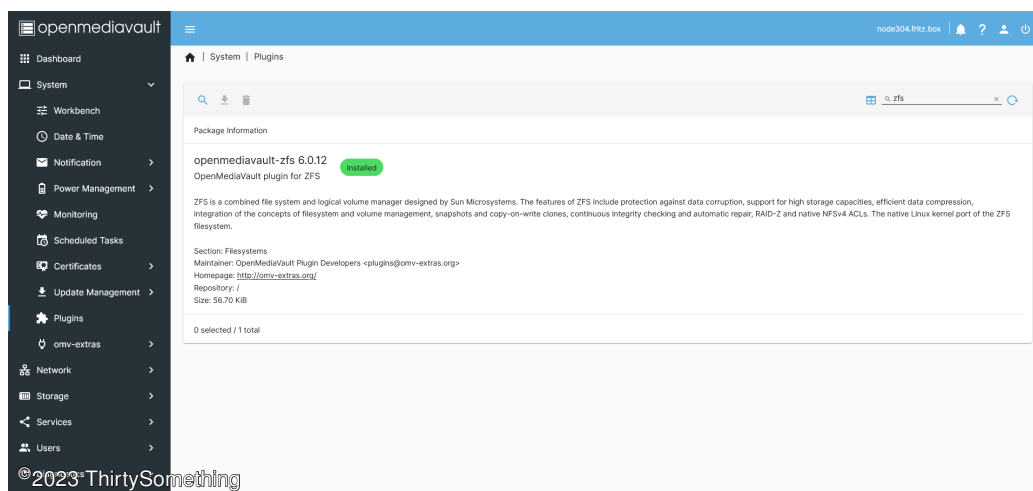 openmediavault
node304.fritz.box
?
Dashboard
System
Workbench
Date & Time
Notification
Power Management
Monitoring
Scheduled Tasks
Certificates
Update Management
Plugins
omv-extras
Network
Storage
Services
Users
| System | Plugins
zfs
Package Information
openmediavault-zfs 6.0.12
Installed
OpenMediaVault plugin for ZFS
ZFS is a combined file system and logical volume manager designed by Sun Microsystems. The features of ZFS include protection against data corruption, support for high storage capacities, efficient data compression,
integration of the concepts of filesystem and volume management, snapshots and copy-on-write clones, continuous integrity checking and automatic repair, RAID-Z and native NFSv4 ACLs. The native Linux kernel port of the ZFS
filesystem.
Section: Filesystems
Maintainer: OpenMediaVault Plugin Developers <plugins@omv-extras.org>
Homepage: http://omv-extras.org/
Repository: /
Size: 56.70 KiB
0 selected / 1 total
©2023 ThirtySomething